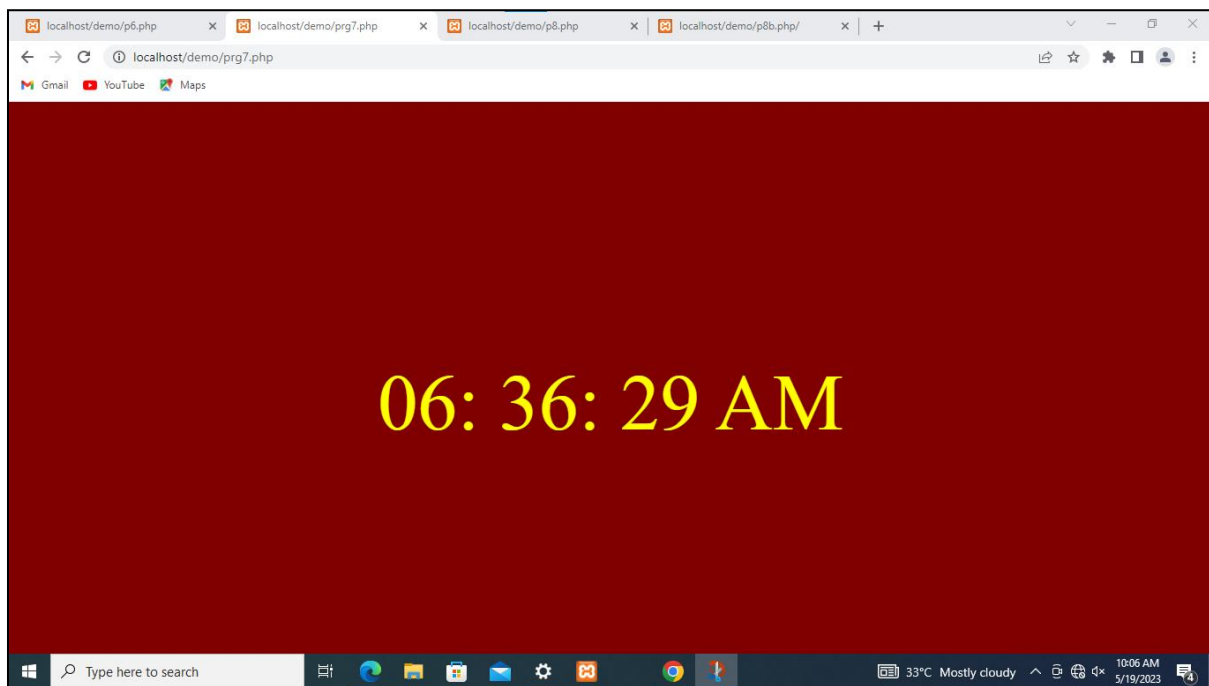 localhost/demo/p6.php localhost/demo/prg7.php localhost/demo/p8.php localhost/demo/p8b.php/
localhost/demo/prg7.php
Gmail YouTube Maps
06: 36: 29 AM
Type here to search 33°C Mostly cloudy 10:06 AM
5/19/2023 4